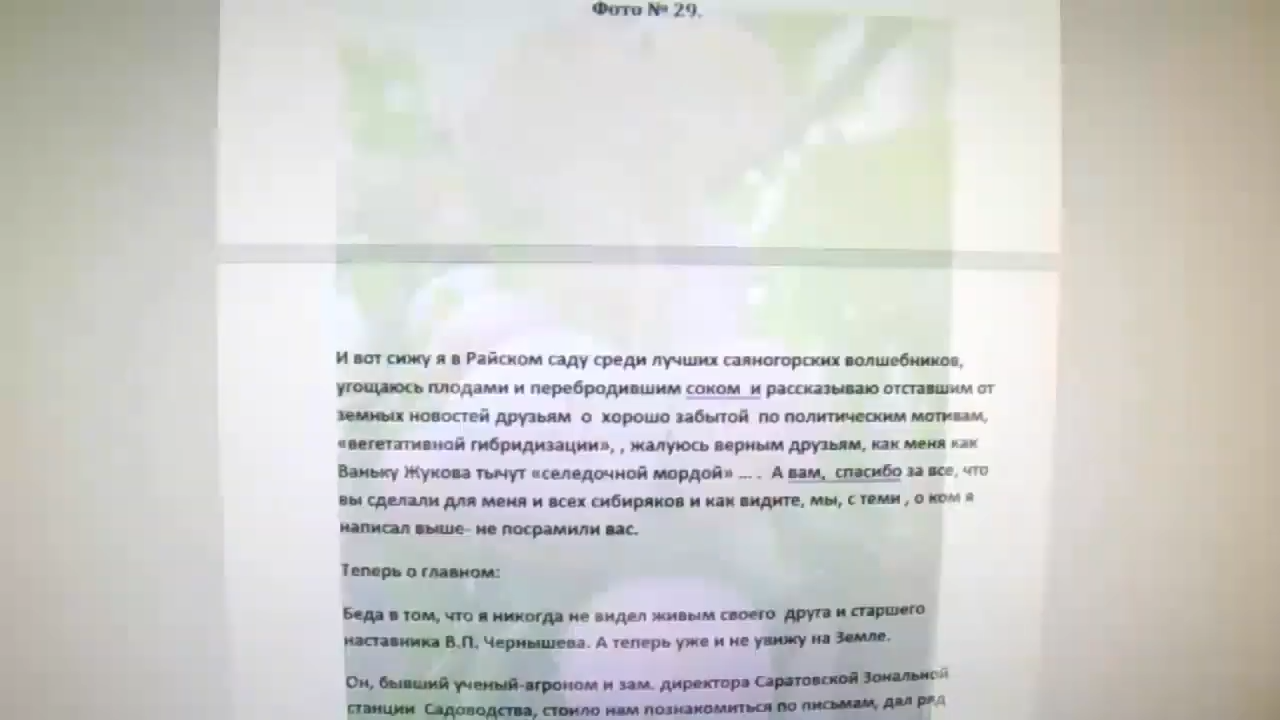 Фото № 29.
И вот сижу я в Райском саду среди лучших саяногорских волшебников,
угощаюсь плодами и перебродившим соком  и рассказываю отставшим от
земных новостей друзьям  о  хорошо забытой  по политическим мотивам,
«вегетативной гибридизации», , жалуюсь верным друзьям, как меня как
Ваньку Жукова тычут «селедочной мордой» ... .  А вам,  спасибо за все, что
вы сделали для меня и всех сибиряков и как видите, мы, с теми , о ком я
написал выше- не посрамили вас.
Теперь о главном:
Беда в том, что я никогда не видел живым своего  друга и старшего
наставника В.П. Чернышева. А теперь уже и не увижу на Земле.
Он, бывший ученый-агроном и зам. директора Саратовской Зональной
станции  Садоводства, стоило нам познакомиться по письмам, дал ряд